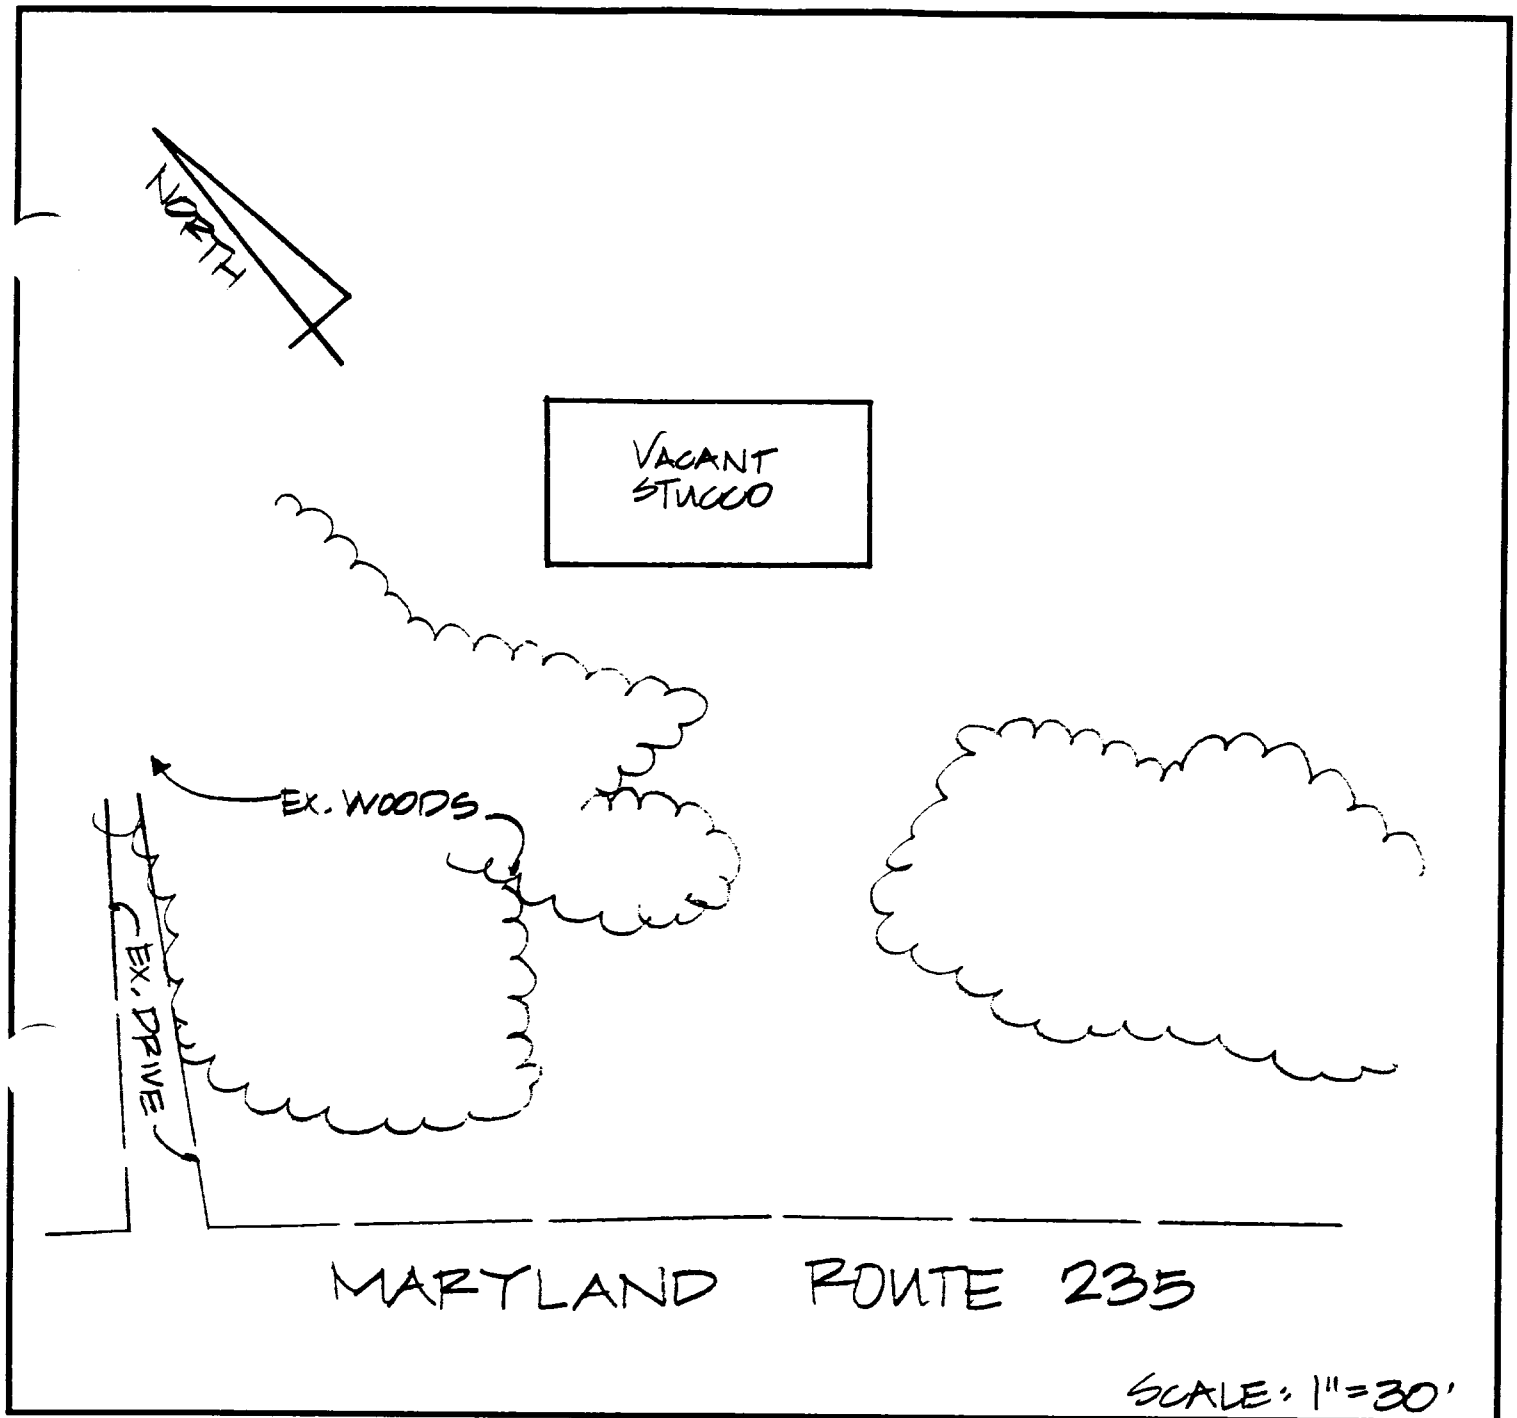 NORTH
VACANT
STUCCO
EX. WOODS
EX. DRIVE
MARYLAND ROUTE 235
SCALE: 1"=30'